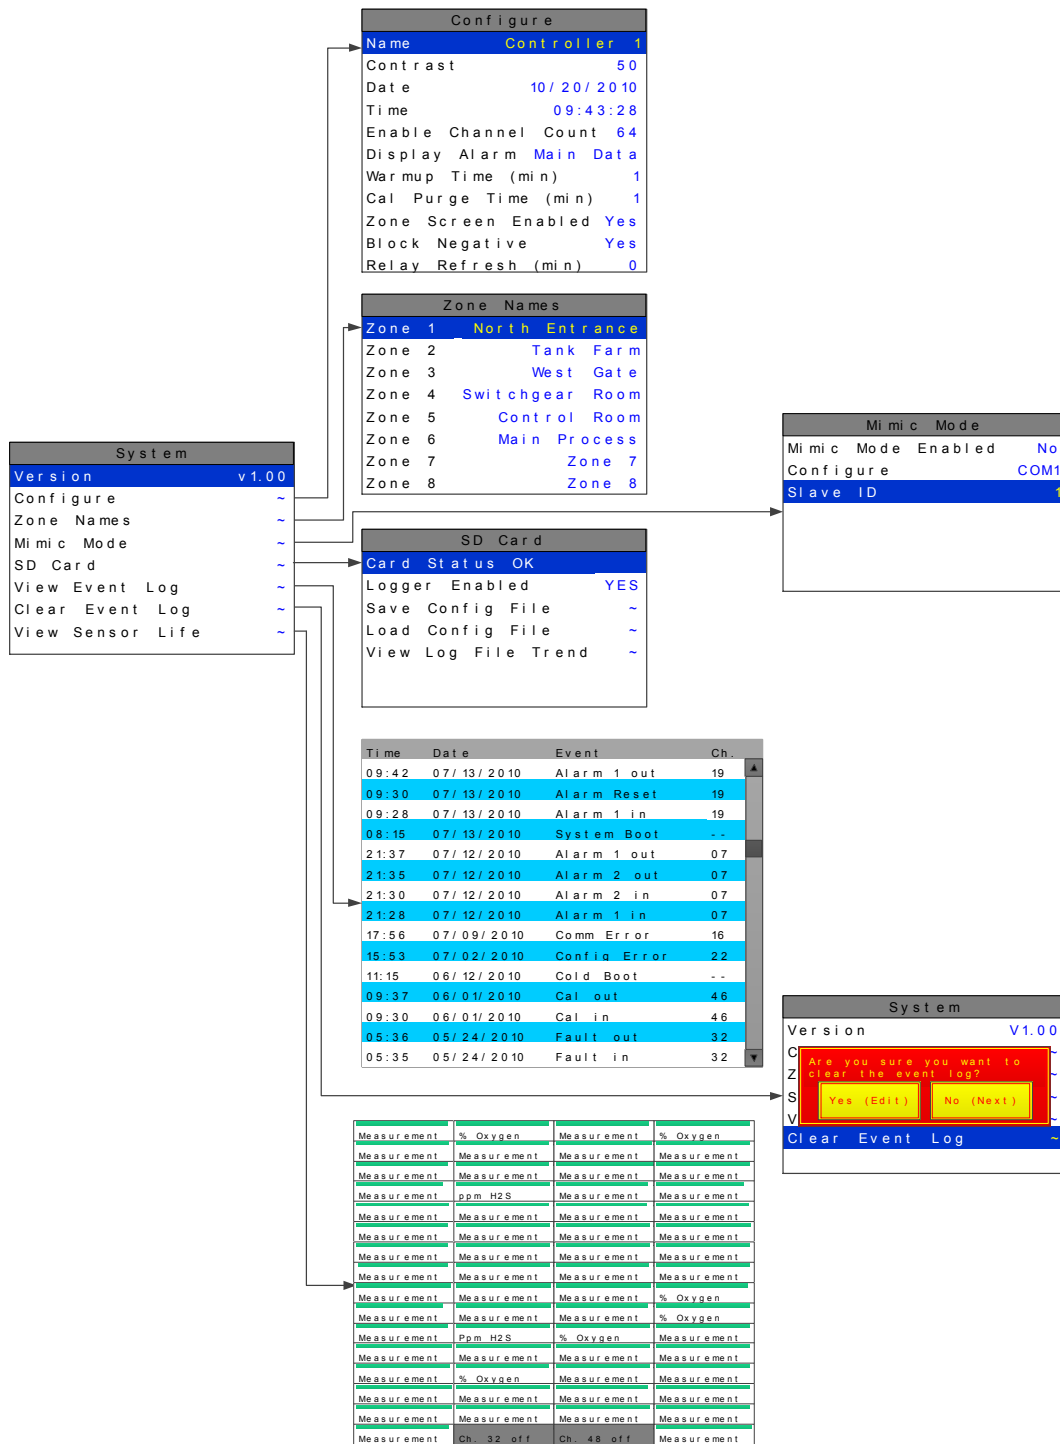 Configure
Name Controller 1
Contrast 50
Date 10/20/2010
Time 09:43:28
Enable Channel Count 64
Display Alarm Main Data
Warmup Time (min) 1
Cal Purge Time (min) 1
Zone Screen Enabled Yes
Block Negative Yes
Relay Refresh (min) 0
Zone Names
Zone 1 North Entrance
Zone 2 Tank Farm
Zone 3 West Gate
Zone 4 Switchgear Room
Zone 5 Control Room
Zone 6 Main Process
Zone 7 Zone 7
Zone 8 Zone 8
System
Version v1.00
Configure ~
Zone Names ~
Mimic Mode ~
SD Card ~
View Event Log ~
Clear Event Log ~
View Sensor Life ~
Mimic Mode
Mimic Mode Enabled No
Configure COM1
Slave ID 1
SD Card
Card Status OK
Logger Enabled YES
Save Config File ~
Load Config File ~
View Log File Trend ~
Time Date Event Ch.
09:42 07/13/2010 Alarm 1 out 19
09:30 07/13/2010 Alarm Reset 19
09:28 07/13/2010 Alarm 1 in 19
08:15 07/13/2010 System Boot --
21:37 07/12/2010 Alarm 1 out 07
21:35 07/12/2010 Alarm 2 out 07
21:30 07/12/2010 Alarm 2 in 07
21:28 07/12/2010 Alarm 1 in 07
17:56 07/09/2010 Comm Error 16
15:53 07/02/2010 Config Error 22
11:15 06/12/2010 Cold Boot --
09:37 06/01/2010 Cal out 46
09:30 06/01/2010 Cal in 46
05:36 05/24/2010 Fault out 32
05:35 05/24/2010 Fault in 32
System
Version V1.00
C ~
Z ~
S ~
V ~
Are you sure you want to
clear the event log?
Yes (Edit) No (Next)
Clear Event Log ~
Measurement % Oxygen Measurement % Oxygen
Measurement Measurement Measurement Measurement
Measurement Measurement Measurement Measurement
Measurement ppm H2S Measurement Measurement
Measurement Measurement Measurement Measurement
Measurement Measurement Measurement Measurement
Measurement Measurement Measurement Measurement
Measurement Measurement Measurement Measurement
Measurement Measurement Measurement % Oxygen
Measurement Measurement Measurement % Oxygen
Measurement Ppm H2S % Oxygen Measurement
Measurement Measurement Measurement Measurement
Measurement % Oxygen Measurement Measurement
Measurement Measurement Measurement Measurement
Measurement Measurement Measurement Measurement
Measurement Ch. 32 off Ch. 48 off Measurement